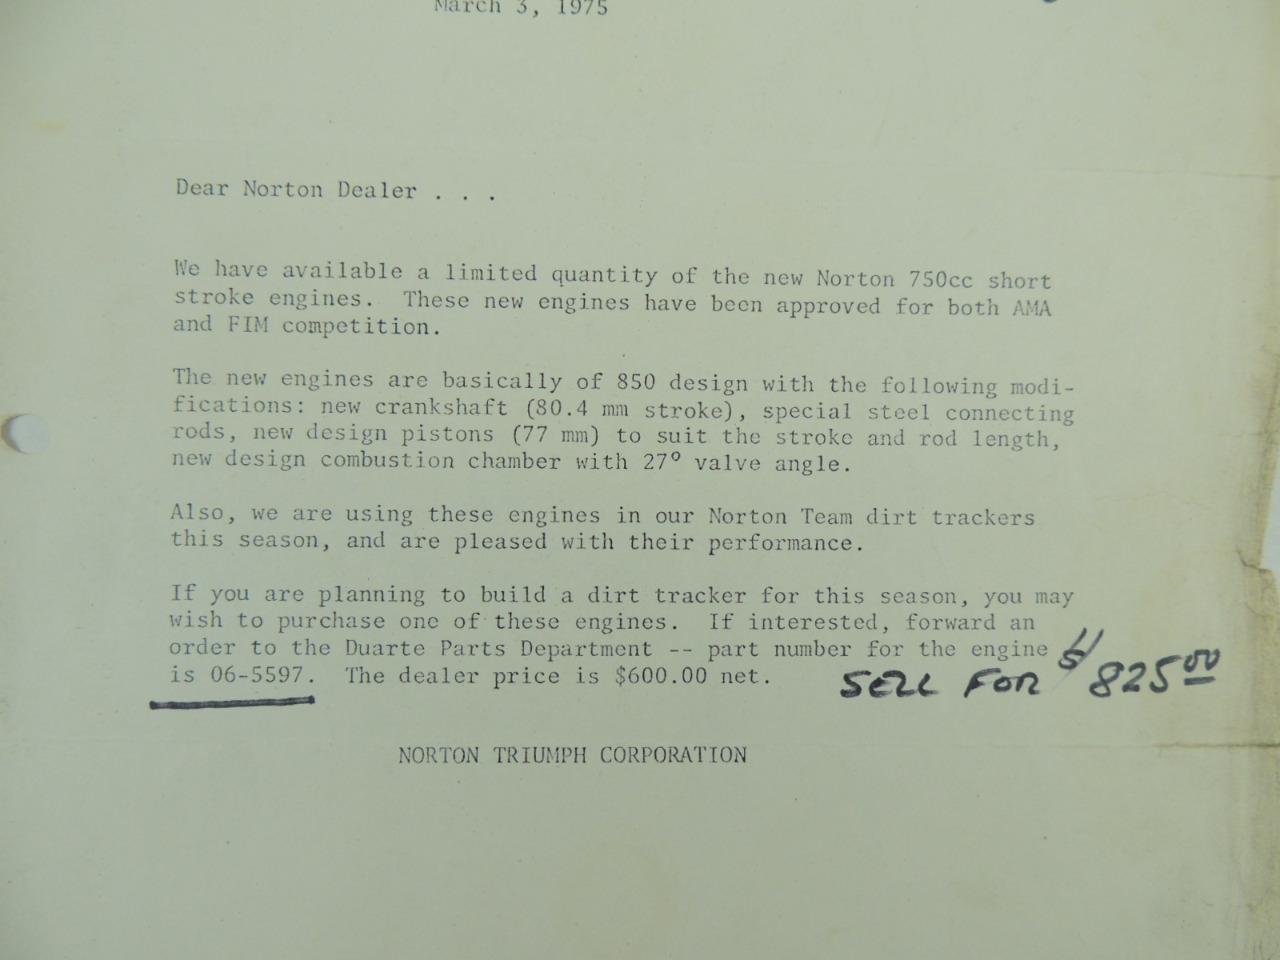 March 3, 1975
Dear Norton Dealer . . .
We have available a limited quantity of the new Norton 750cc short
stroke engines.  These new engines have been approved for both AMA
and FIM competition.
The new engines are basically of 850 design with the following modi-
fications: new crankshaft (80.4 mm stroke), special steel connecting
rods, new design pistons (77 mm) to suit the stroke and rod length,
new design combustion chamber with 27° valve angle.
Also, we are using these engines in our Norton Team dirt trackers
this season, and are pleased with their performance.
If you are planning to build a dirt tracker for this season, you may
wish to purchase one of these engines.  If interested, forward an
order to the Duarte Parts Department -- part number for the engine
is 06-5597.  The dealer price is $600.00 net.
SELL FOR $825.00
NORTON TRIUMPH CORPORATION